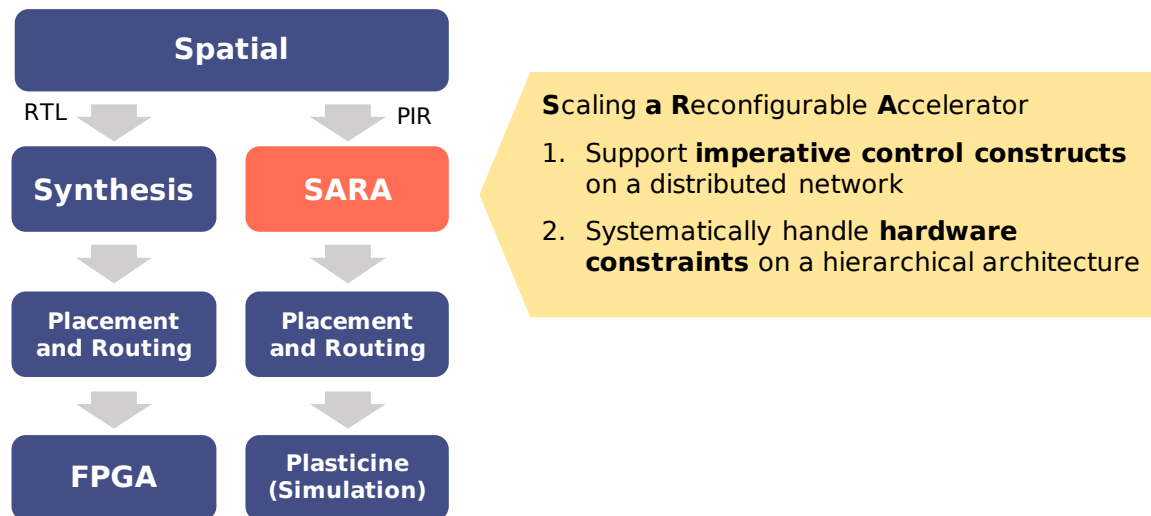 Spatial
RTL
PIR
Synthesis
SARA
Placement
and Routing
Placement
and Routing
FPGA
Plasticine
(Simulation)
Scaling a Reconfigurable Accelerator
1. Support imperative control constructs
on a distributed network
2. Systematically handle hardware
constraints on a hierarchical architecture